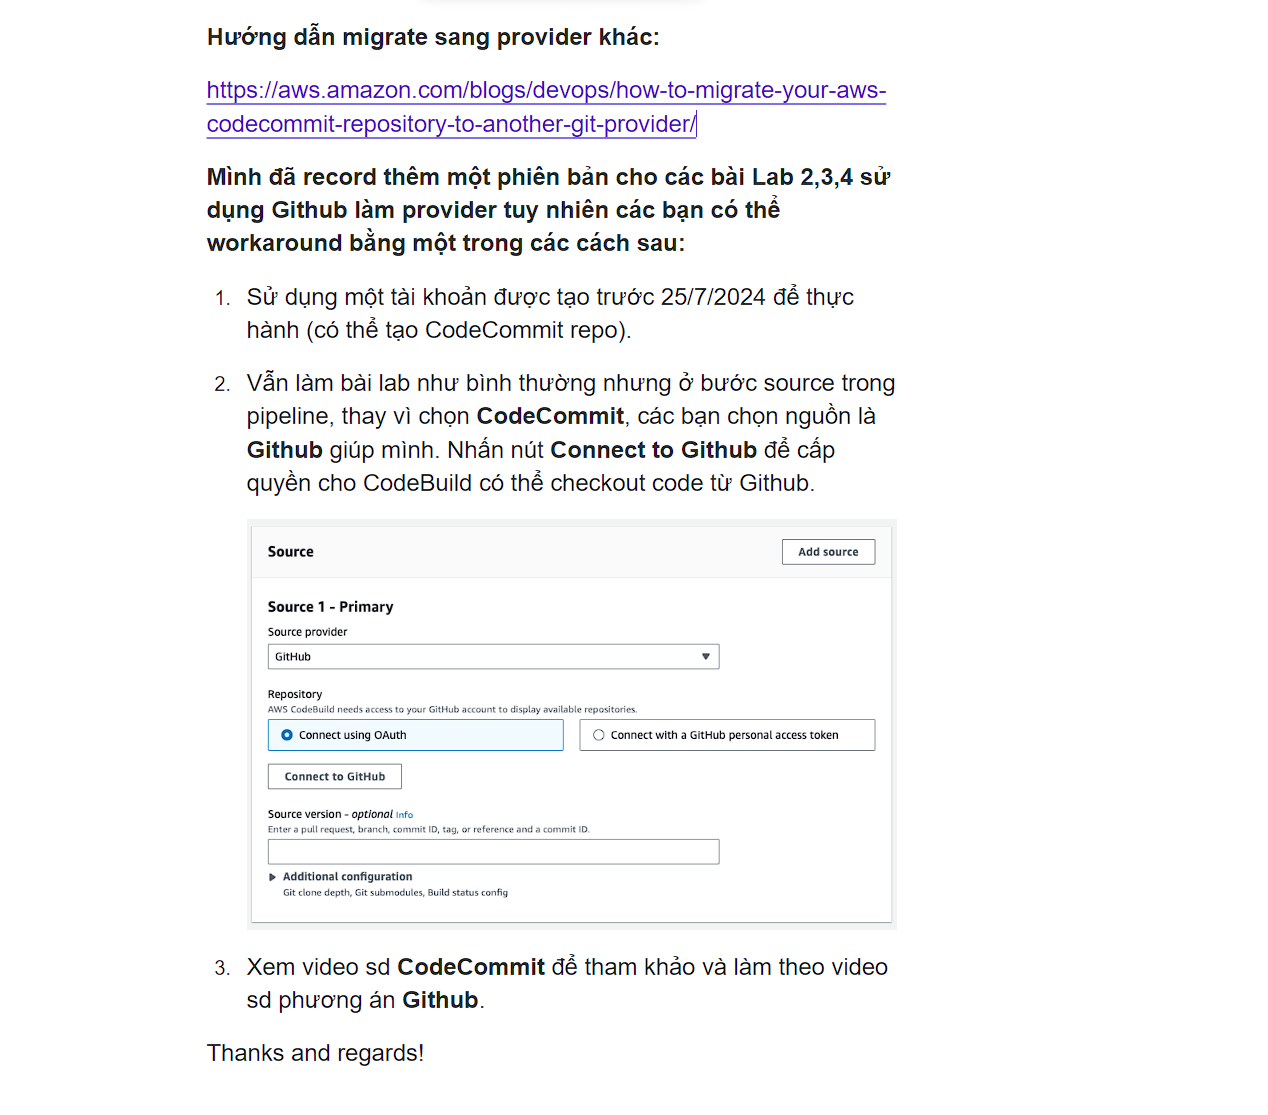 Hướng dẫn migrate sang provider khác:
https://aws.amazon.com/blogs/devops/how-to-migrate-your-aws-
codecommit-repository-to-another-git-provider/
Mình đã record thêm một phiên bản cho các bài Lab 2,3,4 sử
dụng Github làm provider tuy nhiên các bạn có thể
workaround bằng một trong các cách sau:
1. Sử dụng một tài khoản được tạo trước 25/7/2024 để thực
hành (có thể tạo CodeCommit repo).
2. Vẫn làm bài lab như bình thường nhưng ở bước source trong
pipeline, thay vì chọn CodeCommit, các bạn chọn nguồn là
Github giúp mình. Nhấn nút Connect to Github để cấp
quyền cho CodeBuild có thể checkout code từ Github.
Source
Add source
Source 1 - Primary
Source provider
GitHub
Repository
AWS CodeBuild needs access to your GitHub account to display available repositories.
Connect using OAuth
Connect with a GitHub personal access token
Connect to GitHub
Source version - optional Info
Enter a pull request, branch, commit ID, tag, or reference and a commit ID.
Additional configuration
Git clone depth, Git submodules, Build status config
3. Xem video sd CodeCommit để tham khảo và làm theo video
sd phương án Github.
Thanks and regards!